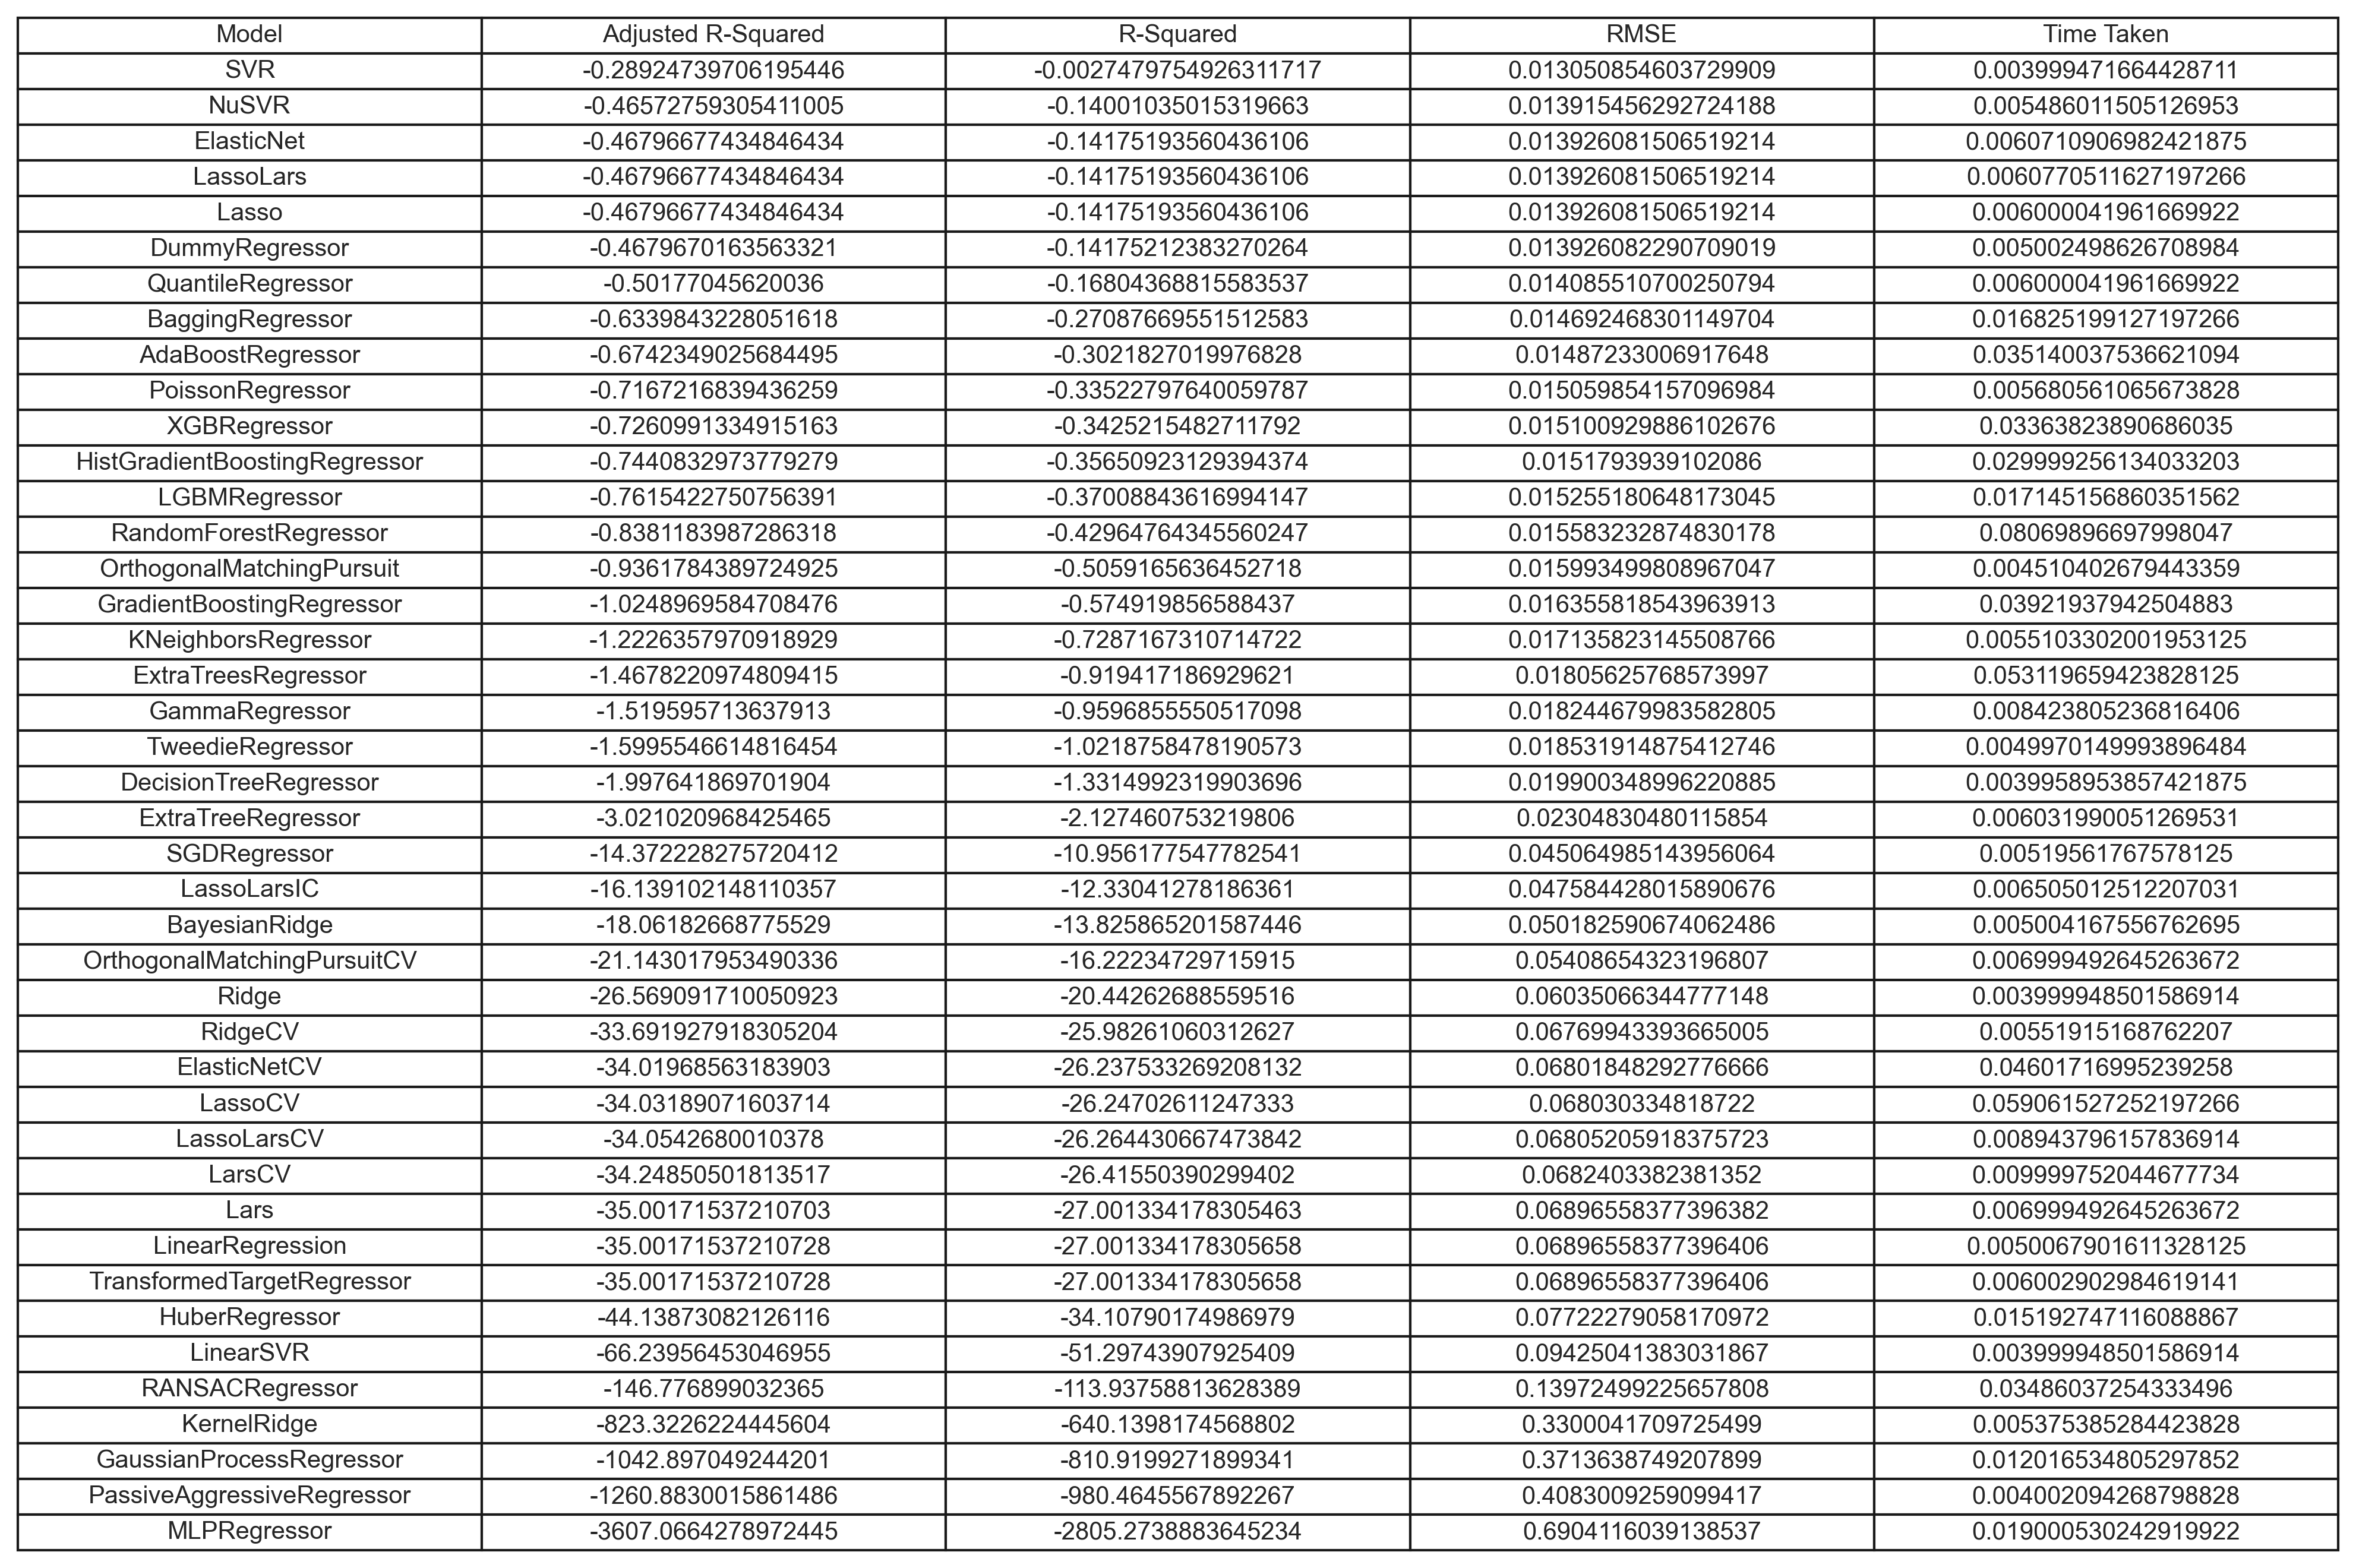 Model Adjusted R-Squared R-Squared RMSE Time Taken
SVR -0.28924739706195446 -0.0027479754926311717 0.013050854603729909 0.003999471664428711
NuSVR -0.46572759305411005 -0.14001035015319663 0.013915456292724188 0.005486011505126953
ElasticNet -0.46796677434846434 -0.14175193560436106 0.013926081506519214 0.0060710906982421875
LassoLars -0.46796677434846434 -0.14175193560436106 0.013926081506519214 0.0060770511627197266
Lasso -0.46796677434846434 -0.14175193560436106 0.013926081506519214 0.006000041961669922
DummyRegressor -0.4679670163563321 -0.14175212383270264 0.013926082290709019 0.005002498626708984
QuantileRegressor -0.50177045620036 -0.16804368815583537 0.014085510700250794 0.006000041961669922
BaggingRegressor -0.6339843228051618 -0.27087669551512583 0.014692468301149704 0.016825199127197266
AdaBoostRegressor -0.6742349025684495 -0.3021827019976828 0.01487233006917648 0.035140037536621094
PoissonRegressor -0.7167216839436259 -0.33522797640059787 0.015059854157096984 0.005680561065673828
XGBRegressor -0.7260991334915163 -0.3425215482711792 0.015100929886102676 0.03363823890686035
HistGradientBoostingRegressor -0.7440832973779279 -0.35650923129394374 0.0151793939102086 0.029999256134033203
LGBMRegressor -0.7615422750756391 -0.37008843616994147 0.015255180648173045 0.017145156860351562
RandomForestRegressor -0.8381183987286318 -0.42964764345560247 0.015583232874830178 0.08069896697998047
OrthogonalMatchingPursuit -0.9361784389724925 -0.5059165636452718 0.015993499808967047 0.004510402679443359
GradientBoostingRegressor -1.0248969584708476 -0.574919856588437 0.016355818543963913 0.03921937942504883
KNeighborsRegressor -1.2226357970918929 -0.7287167310714722 0.017135823145508766 0.0055103302001953125
ExtraTreesRegressor -1.4678220974809415 -0.919417186929621 0.01805625768573997 0.053119659423828125
GammaRegressor -1.519595713637913 -0.9596855550517098 0.018244679983582805 0.008423805236816406
TweedieRegressor -1.5995546614816454 -1.0218758478190573 0.018531914875412746 0.0049970149993896484
DecisionTreeRegressor -1.997641869701904 -1.3314992319903696 0.019900348996220885 0.0039958953857421875
ExtraTreeRegressor -3.021020968425465 -2.127460753219806 0.02304830480115854 0.006031990051269531
SGDRegressor -14.372228275720412 -10.956177547782541 0.045064985143956064 0.00519561767578125
LassoLarsIC -16.139102148110357 -12.33041278186361 0.047584428015890676 0.006505012512207031
BayesianRidge -18.06182668775529 -13.825865201587446 0.050182590674062486 0.005004167556762695
OrthogonalMatchingPursuitCV -21.143017953490336 -16.22234729715915 0.05408654323196807 0.006999492645263672
Ridge -26.569091710050923 -20.44262688559516 0.06035066344777148 0.003999948501586914
RidgeCV -33.691927918305204 -25.98261060312627 0.06769943393665005 0.00551915168762207
ElasticNetCV -34.01968563183903 -26.237533269208132 0.06801848292776666 0.04601716995239258
LassoCV -34.03189071603714 -26.24702611247333 0.068030334818722 0.059061527252197266
LassoLarsCV -34.0542680010378 -26.264430667473842 0.06805205918375723 0.008943796157836914
LarsCV -34.24850501813517 -26.41550390299402 0.0682403382381352 0.009999752044677734
Lars -35.00171537210703 -27.001334178305463 0.06896558377396382 0.006999492645263672
LinearRegression -35.00171537210728 -27.001334178305658 0.06896558377396406 0.0050067901611328125
TransformedTargetRegressor -35.00171537210728 -27.001334178305658 0.06896558377396406 0.006002902984619141
HuberRegressor -44.13873082126116 -34.10790174986979 0.07722279058170972 0.015192747116088867
LinearSVR -66.23956453046955 -51.29743907925409 0.09425041383031867 0.003999948501586914
RANSACRegressor -146.776899032365 -113.93758813628389 0.13972499225657808 0.03486037254333496
KernelRidge -823.3226224445604 -640.1398174568802 0.3300041709725499 0.005375385284423828
GaussianProcessRegressor -1042.897049244201 -810.9199271899341 0.3713638749207899 0.012016534805297852
PassiveAggressiveRegressor -1260.8830015861486 -980.4645567892267 0.4083009259099417 0.004002094268798828
MLPRegressor -3607.0664278972445 -2805.2738883645234 0.6904116039138537 0.019000530242919922